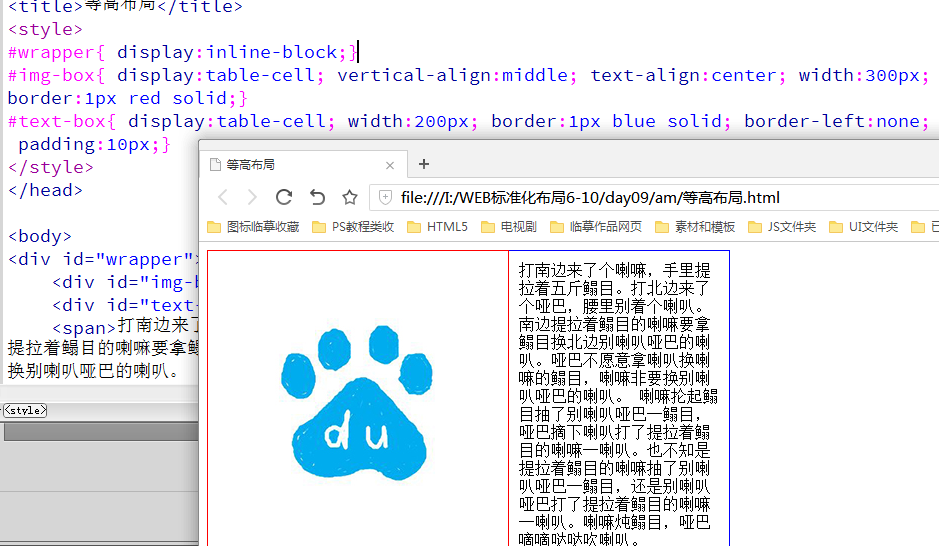 <title>等高布局</title>
<style>
#wrapper{ display:inline-block;}
#img-box{ display:table-cell; vertical-align:middle; text-align:center; width:300px;
border:1px red solid;}
#text-box{ display:table-cell; width:200px; border:1px blue solid; border-left:none;
padding:10px;}
</style>
</head>
<body>
<div id="wrapper">
<div id="img-b
<div id="text-
<span>打南边来了
提拉着鳎目的喇嘛要拿鳎
换别喇叭哑巴的喇叭。
<style>
等高布局
file:///I:/WEB标准化布局6-10/day09/am/等高布局.html
图标临摹收藏 PS教程类收 HTML5 电视剧 临摹作品网页 素材和模板 JS文件夹 UI文件夹
du
打南边来了个喇嘛，手里提
拉着五斤鳎目。打北边来了
个哑巴，腰里别着个喇叭。
南边提拉着鳎目的喇嘛要拿
鳎目换北边别喇叭哑巴的喇
叭。哑巴不愿意拿喇叭换喇
嘛的鳎目，喇嘛非要换别喇
叭哑巴的喇叭。 喇嘛抡起鳎
目抽了别喇叭哑巴一鳎目，
哑巴摘下喇叭打了提拉着鳎
目的喇嘛一喇叭。也不知是
提拉着鳎目的喇嘛抽了别喇
叭哑巴一鳎目，还是别喇叭
哑巴打了提拉着鳎目的喇嘛
一喇叭。喇嘛炖鳎目，哑巴
嘀嘀哒哒吹喇叭。